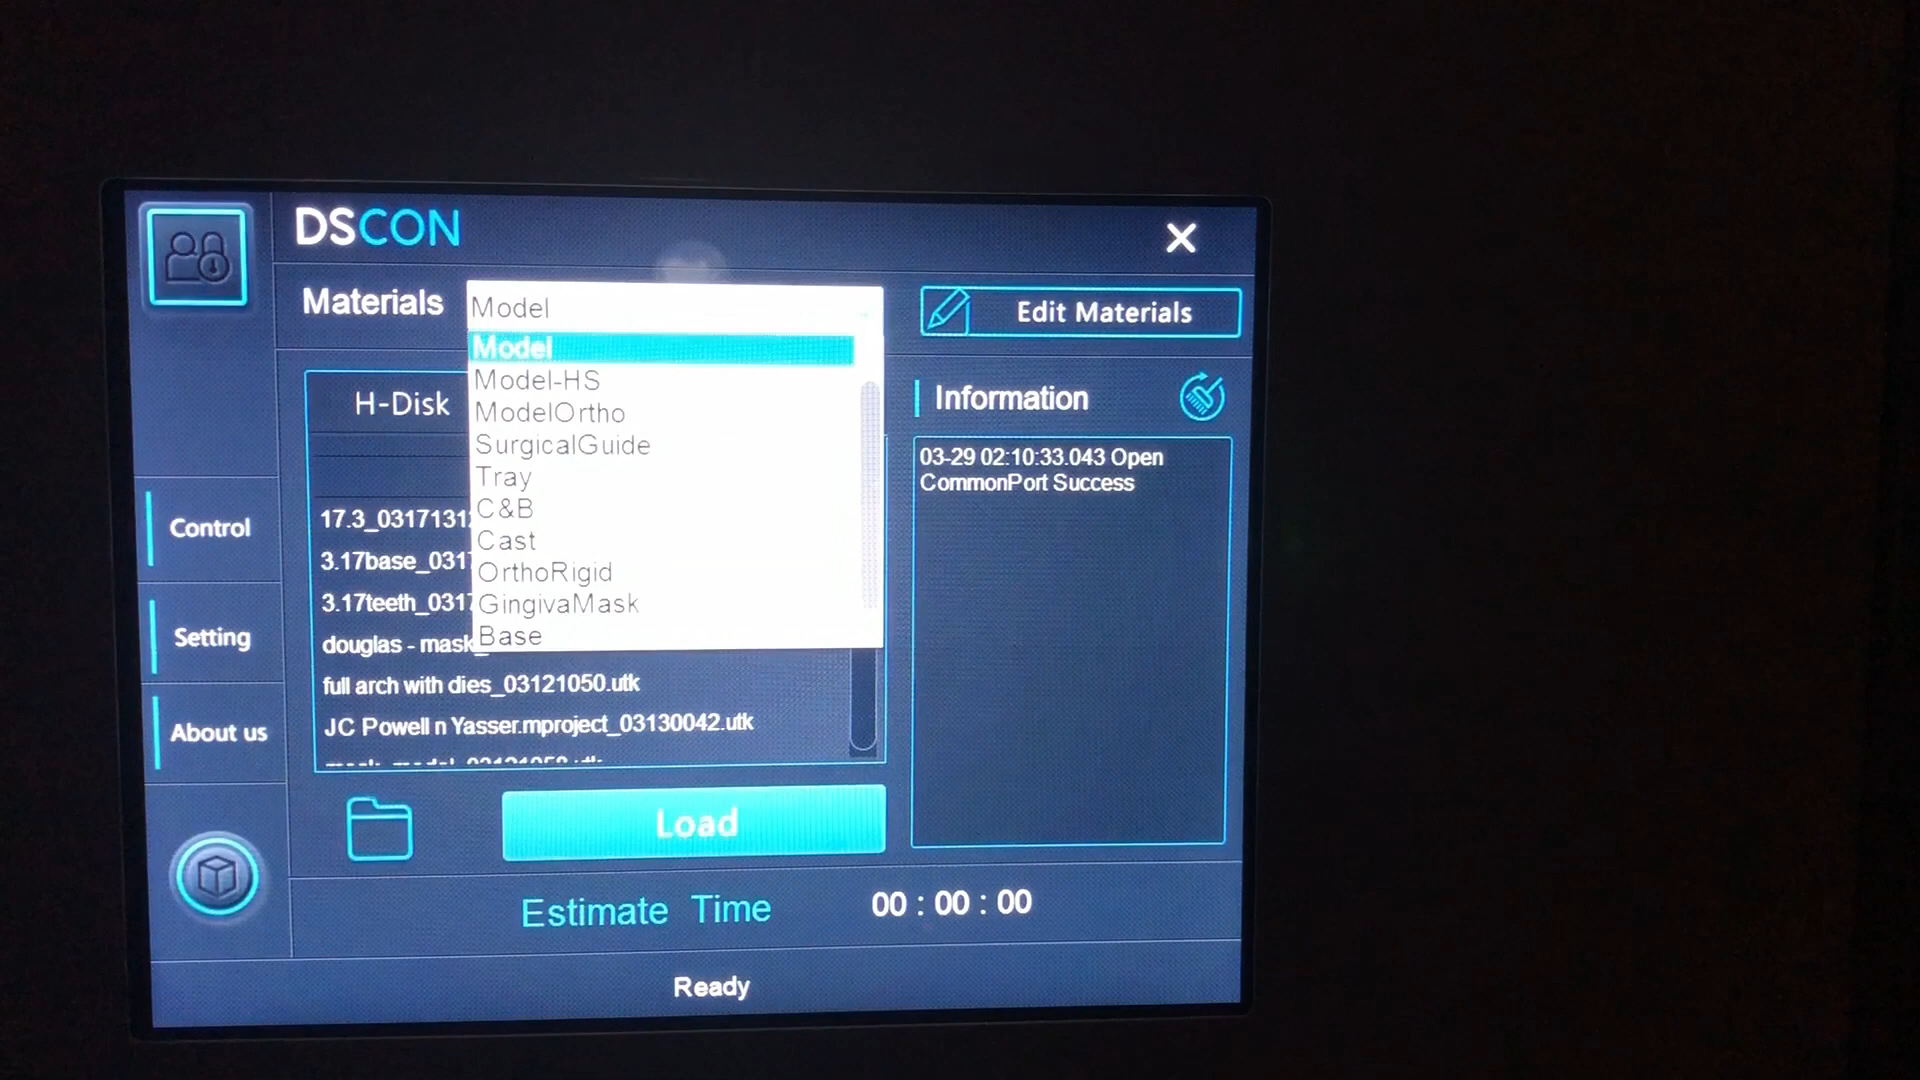 DSCON
Materials
Model
Edit Materials
Model
Model-HS
ModelOrtho
SurgicalGuide
Tray
C&B
Cast
OrthoRigid
GingivaMask
Base
H-Disk
17.3_0317131
3.17base_031
3.17teeth_031
douglas - mask_
full arch with dies_03121050.utk
JC Powell n Yasser.mproject_03130042.utk
Load
Information
03-29 02:10:33.043 Open
CommonPort Success
Control
Setting
About us
Estimate Time 00 : 00 : 00
Ready